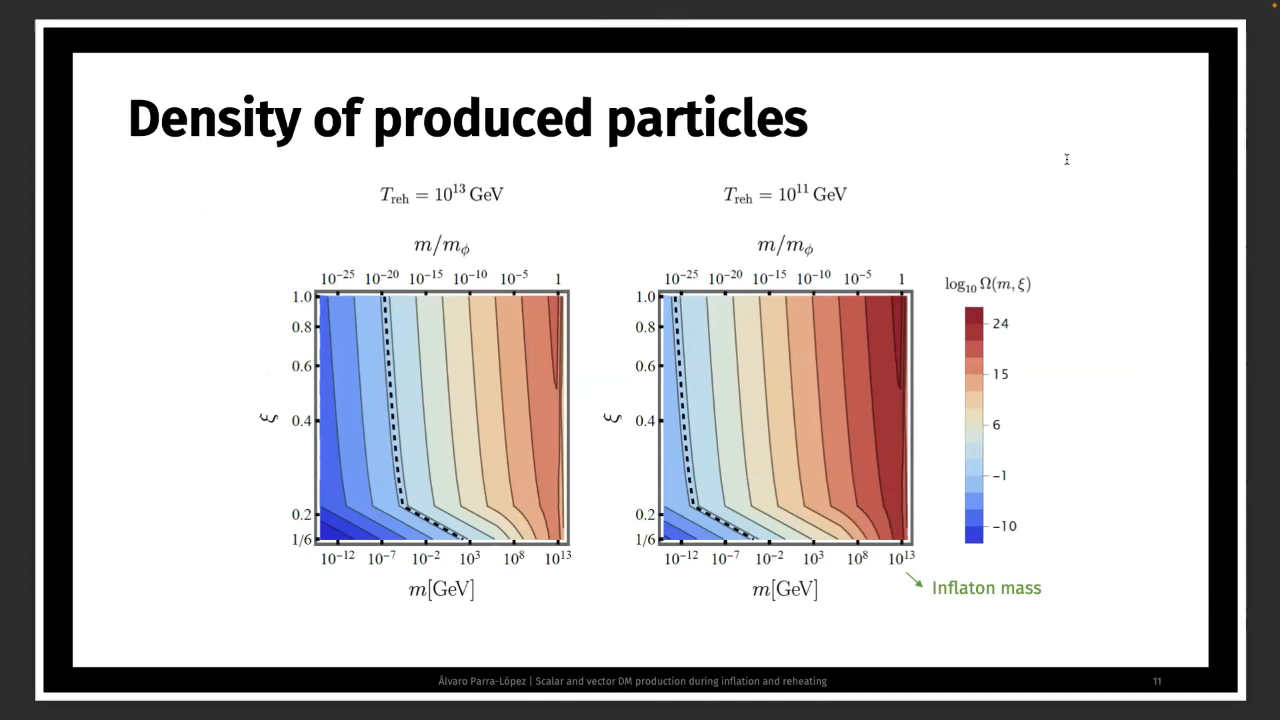 Density of produced particles
T_reh = 10^13 GeV
T_reh = 10^11 GeV
m/m_ϕ
m/m_ϕ
10^−25 10^−20 10^−15 10^−10 10^−5 1
10^−25 10^−20 10^−15 10^−10 10^−5 1
log_10 Ω(m, ξ)
1.0
0.8
0.6
0.4
0.2
1/6
ξ
1.0
0.8
0.6
0.4
0.2
1/6
ξ
24
15
6
−1
−10
10^−12 10^−7 10^−2 10^3 10^8 10^13
10^−12 10^−7 10^−2 10^3 10^8 10^13
m[GeV]
m[GeV]
Inflaton mass
Álvaro Parra-López | Scalar and vector DM production during inflation and reheating
11